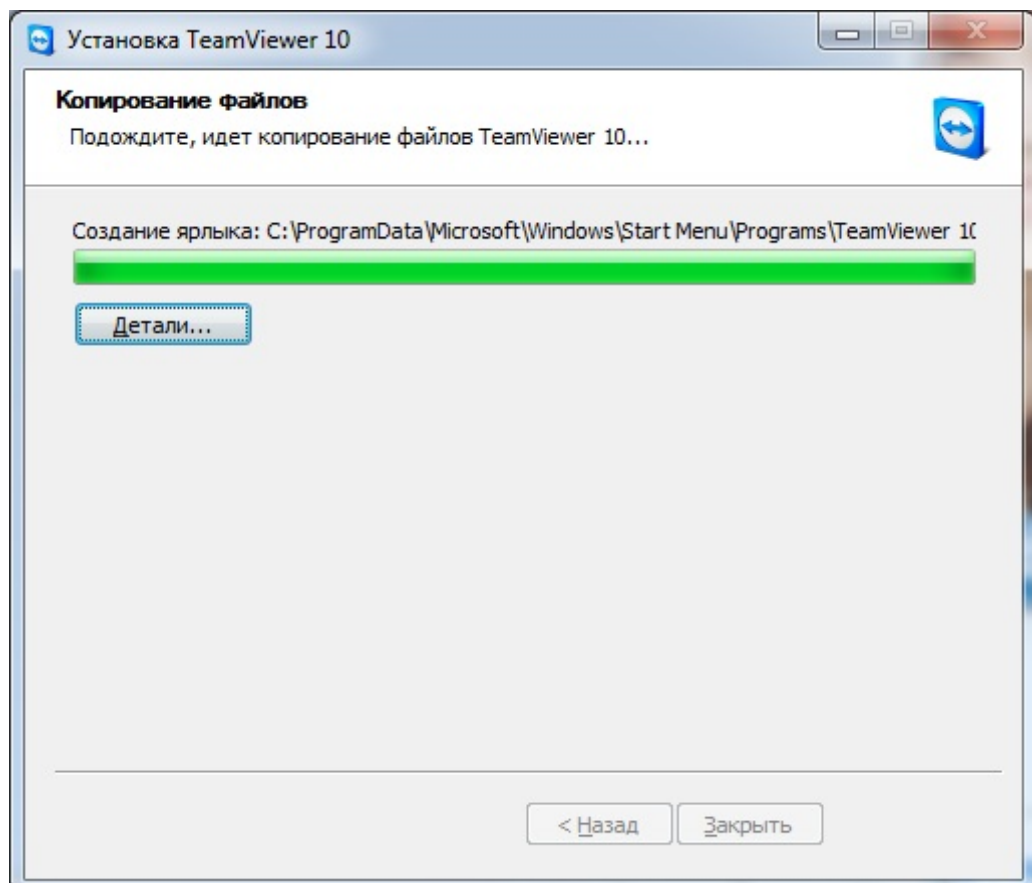 Установка TeamViewer 10
Копирование файлов
Подождите, идет копирование файлов TeamViewer 10...
Создание ярлыка: C:\ProgramData\Microsoft\Windows\Start Menu\Programs\TeamViewer 10
Детали...
< Назад
Закрыть